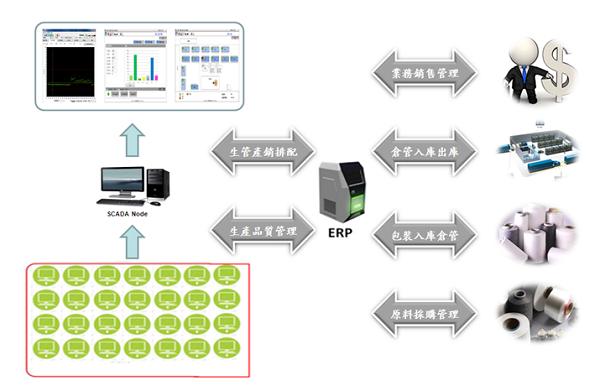 業務銷售管理
生管產銷排配
倉管入庫出庫
SCADA Node
ERP
生產品質管理
包裝入庫倉管
原料採購管理